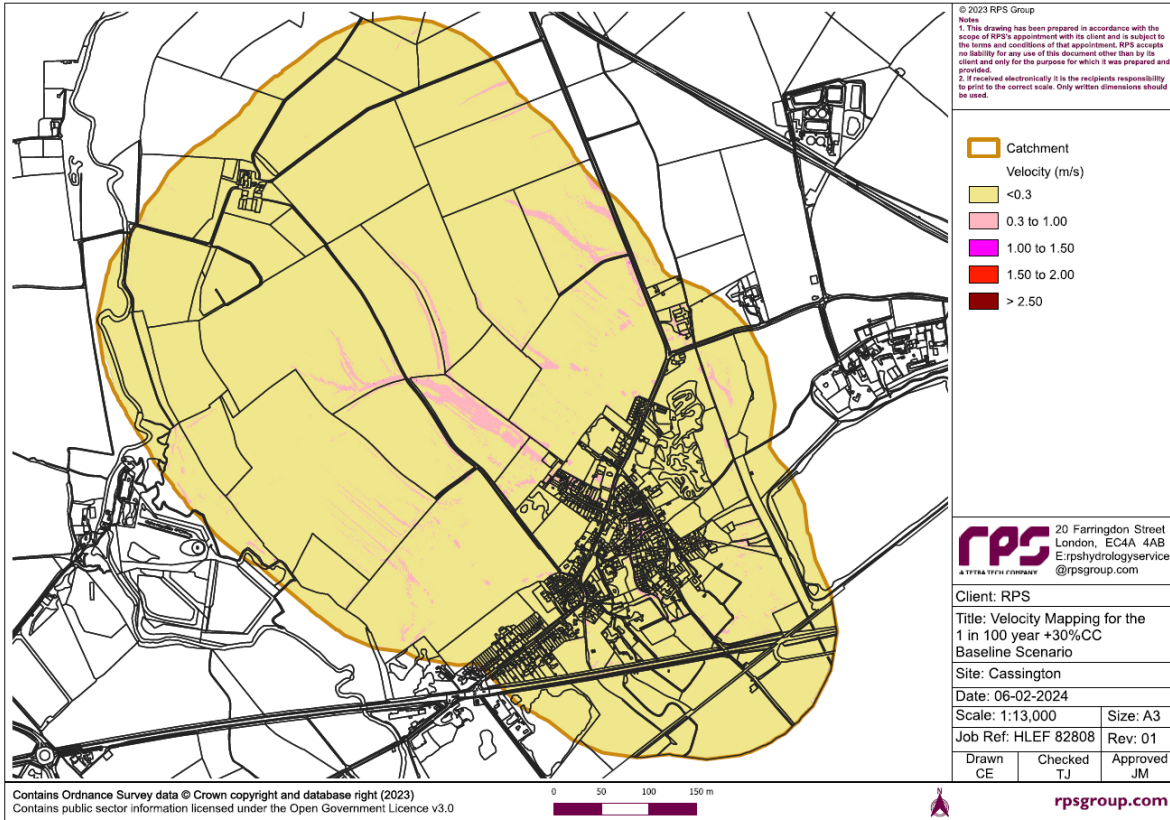 © 2023 RPS Group
Notes
1. This drawing has been prepared in accordance with the
scope of RPS's appointment with its client and is subject to
the terms and conditions of that appointment. RPS accepts
no liability for any use of this document other than by its
client and only for the purpose for which it was prepared and
provided.
2. If received electronically it is the recipients responsibility
to print to the correct scale. Only written dimensions should
be used.
Catchment
Velocity (m/s)
<0.3
0.3 to 1.00
1.00 to 1.50
1.50 to 2.00
> 2.50
rps
A TETRA TECH COMPANY
20 Farringdon Street
London, EC4A 4AB
E:rpshydrologyservice
@rpsgroup.com
Client: RPS
Title: Velocity Mapping for the
1 in 100 year +30%CC
Baseline Scenario
Site: Cassington
Date: 06-02-2024
Scale: 1:13,000 Size: A3
Job Ref: HLEF 82808 Rev: 01
Drawn Checked Approved
CE TJ JM
Contains Ordnance Survey data © Crown copyright and database right (2023)
Contains public sector information licensed under the Open Government Licence v3.0
0 50 100 150 m
N
rpsgroup.com